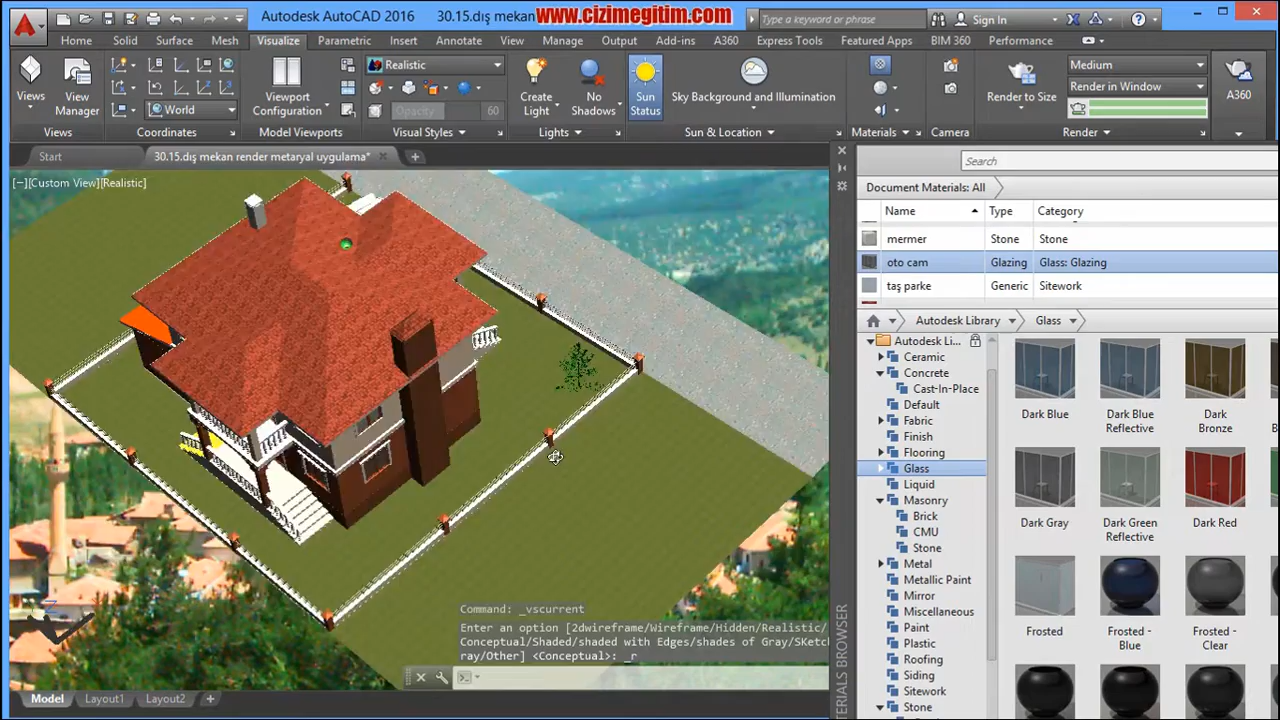 Autodesk AutoCAD 2016 30.15.dış mekan
www.cizimegitim.com
Type a keyword or phrase
Sign In
Home Solid Surface Mesh Visualize Parametric Insert Annotate View Manage Output Add-ins A360 Express Tools Featured Apps BIM 360 Performance
Views
View
Manager
Views
World
Coordinates
Viewport
Configuration
Model Viewports
Realistic
Opacity 60
Visual Styles
Create
Light
No
Shadows
Lights
Sun
Status
Sky Background and Illumination
Sun & Location
Materials
Camera
Render to Size
Medium
Render in Window
Render
A360
Start
30.15.dış mekan render metaryal uygulama*
[−][Custom View][Realistic]
Search
Document Materials: All
Name Type Category
mermer Stone Stone
oto cam Glazing Glass: Glazing
taş parke Generic Sitework
Autodesk Library Glass
Autodesk Li...
Ceramic
Concrete
Cast-In-Place
Default
Fabric
Finish
Flooring
Glass
Liquid
Masonry
Brick
CMU
Stone
Metal
Metallic Paint
Mirror
Miscellaneous
Paint
Plastic
Roofing
Siding
Sitework
Stone
Dark Blue
Dark Blue
Reflective
Dark
Bronze
Dark Gray
Dark Green
Reflective
Dark Red
Frosted
Frosted -
Blue
Frosted -
Clear
MATERIALS BROWSER
Command: _vscurrent
Enter an option [2dwireframe/Wireframe/Hidden/Realistic/
Conceptual/Shaded/shaded with Edges/shades of Gray/SKetch
ray/Other] <Conceptual>: _r
Model Layout1 Layout2